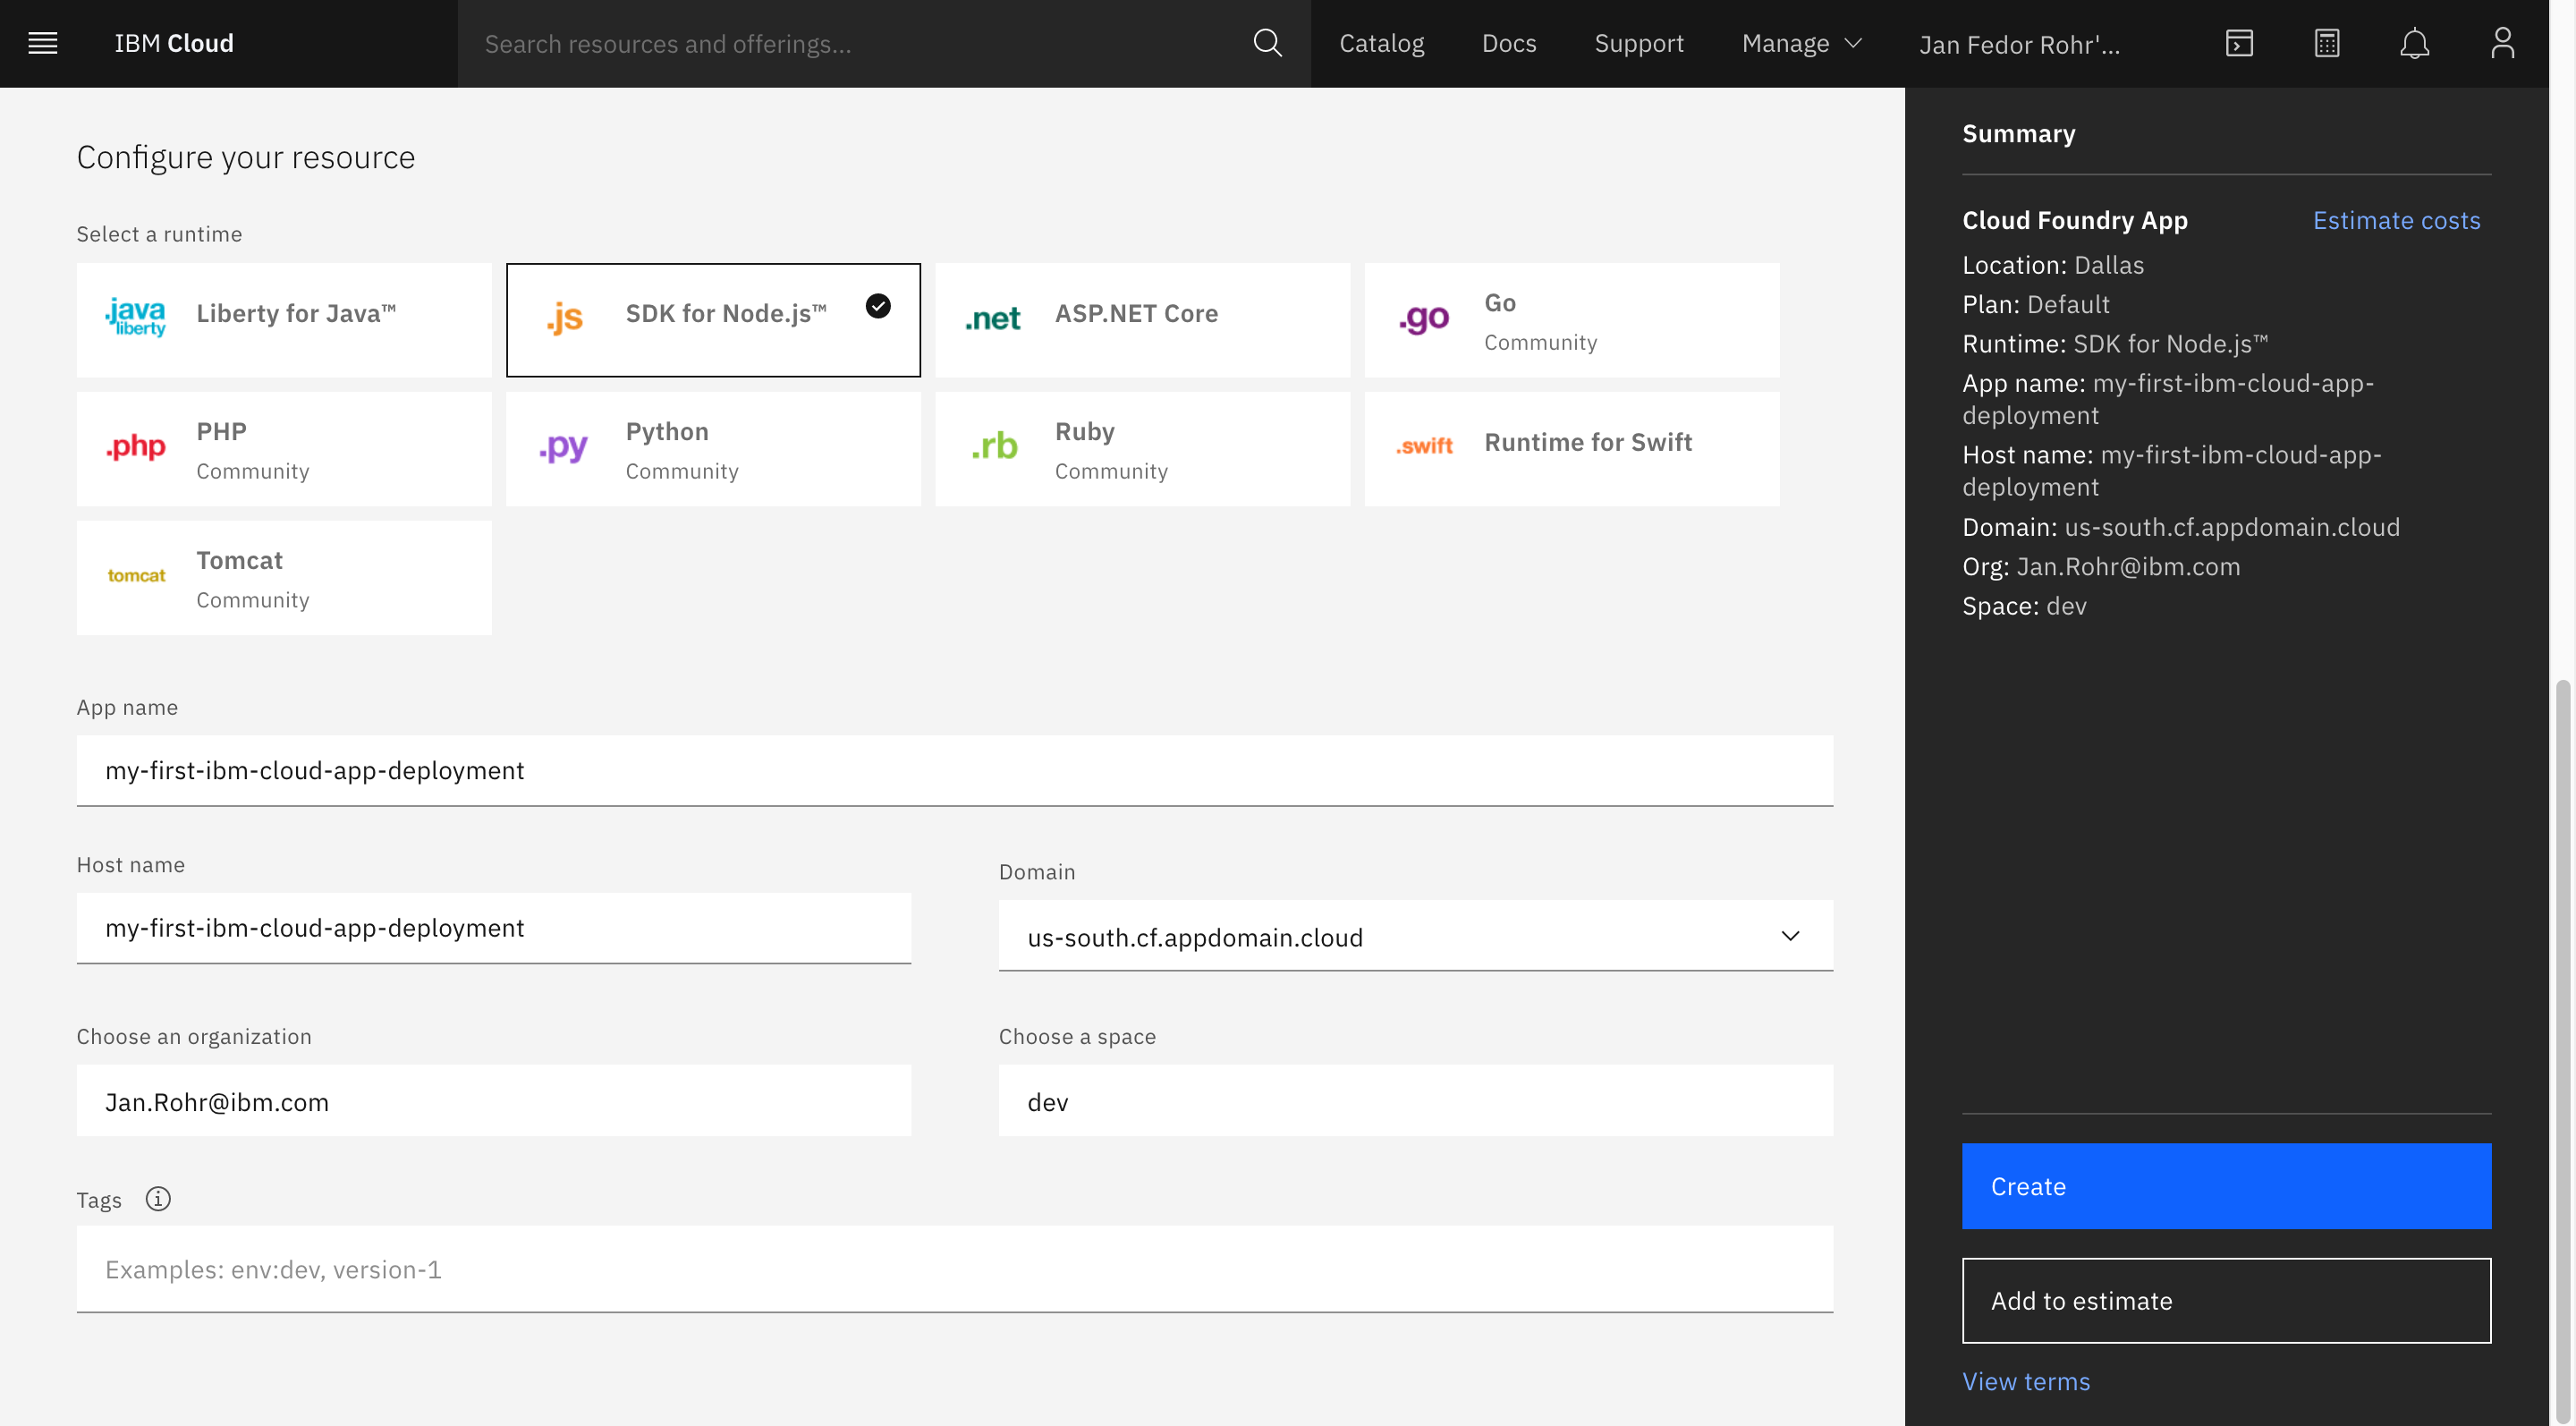 IBM Cloud
Search resources and offerings...
Catalog
Docs
Support
Manage
Jan Fedor Rohr'...
Configure your resource
Select a runtime
.java
liberty
Liberty for Java™
.js
SDK for Node.js™
.net
ASP.NET Core
.go
Go
Community
.php
PHP
Community
.py
Python
Community
.rb
Ruby
Community
.swift
Runtime for Swift
tomcat
Tomcat
Community
App name
my-first-ibm-cloud-app-deployment
Host name
my-first-ibm-cloud-app-deployment
Domain
us-south.cf.appdomain.cloud
Choose an organization
Jan.Rohr@ibm.com
Choose a space
dev
Tags
Examples: env:dev, version-1
Summary
Cloud Foundry App
Estimate costs
Location: Dallas
Plan: Default
Runtime: SDK for Node.js™
App name: my-first-ibm-cloud-app-
deployment
Host name: my-first-ibm-cloud-app-
deployment
Domain: us-south.cf.appdomain.cloud
Org: Jan.Rohr@ibm.com
Space: dev
Create
Add to estimate
View terms